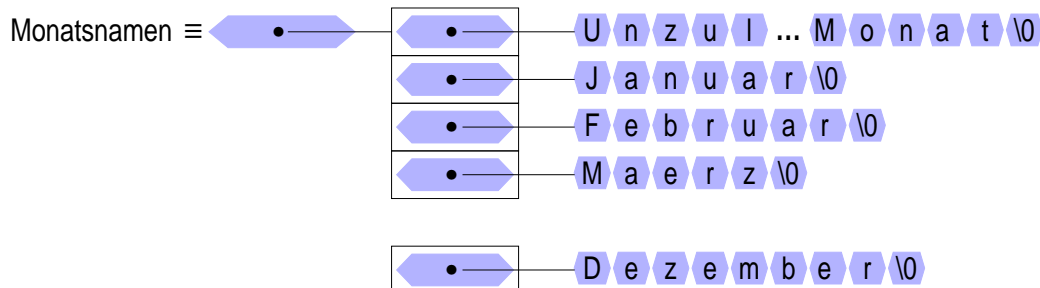 Monatsnamen ≡ U n z u l ... M o n a t \0
J a n u a r \0
F e b r u a r \0
M a e r z \0
D e z e m b e r \0